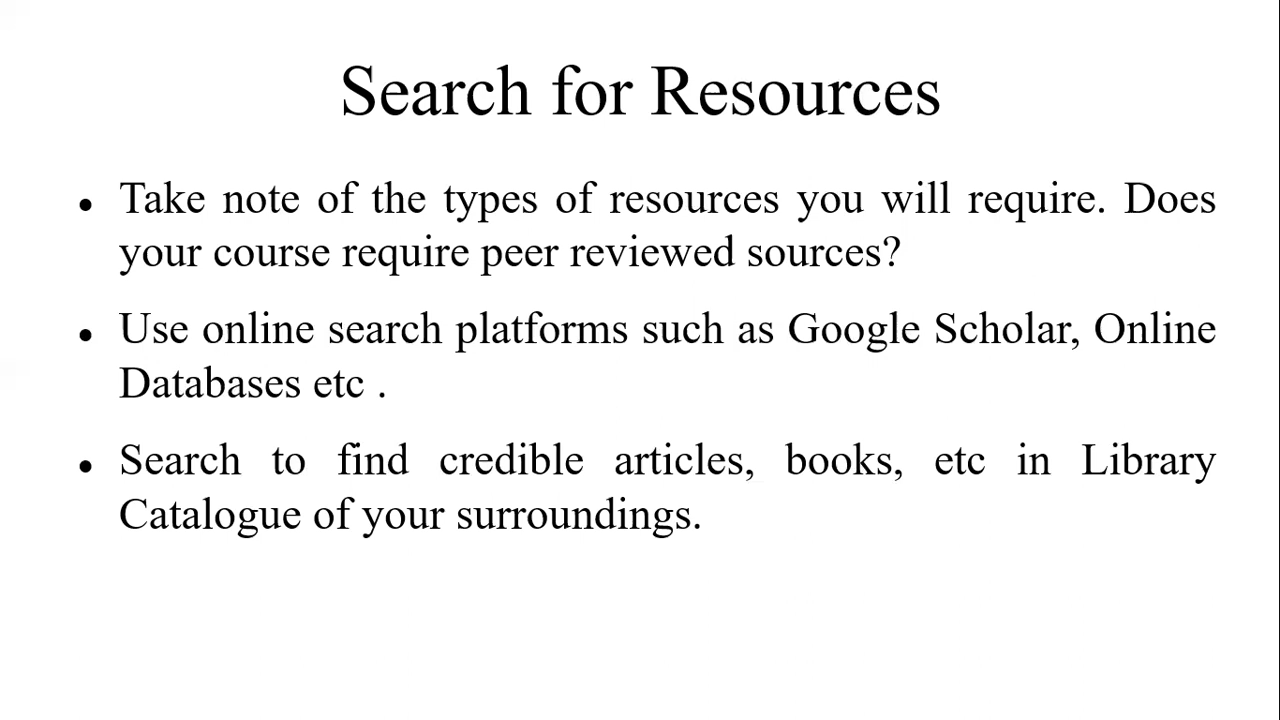 Search for Resources
• Take note of the types of resources you will require. Does
your course require peer reviewed sources?
• Use online search platforms such as Google Scholar, Online
Databases etc .
• Search to find credible articles, books, etc in Library
Catalogue of your surroundings.